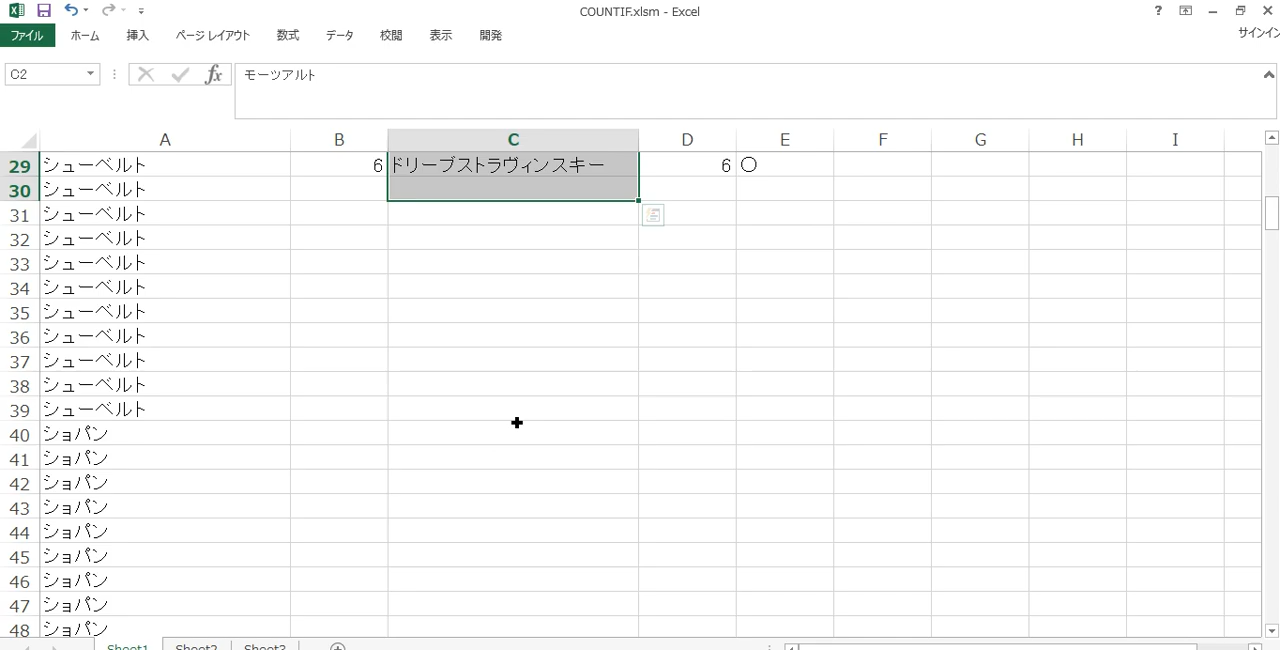 COUNTIF.xlsm - Excel
?
ファイル ホーム 挿入 ページ レイアウト 数式 データ 校閲 表示 開発
サインイン
C2
fx モーツアルト
A B C D E F G H I
29 シューベルト 6 ドリーブストラヴィンスキー 6 〇
30 シューベルト
31 シューベルト
32 シューベルト
33 シューベルト
34 シューベルト
35 シューベルト
36 シューベルト
37 シューベルト
38 シューベルト
39 シューベルト
40 ショパン
41 ショパン
42 ショパン
43 ショパン
44 ショパン
45 ショパン
46 ショパン
47 ショパン
48 ショパン
Sheet1 Sheet2 Sheet3